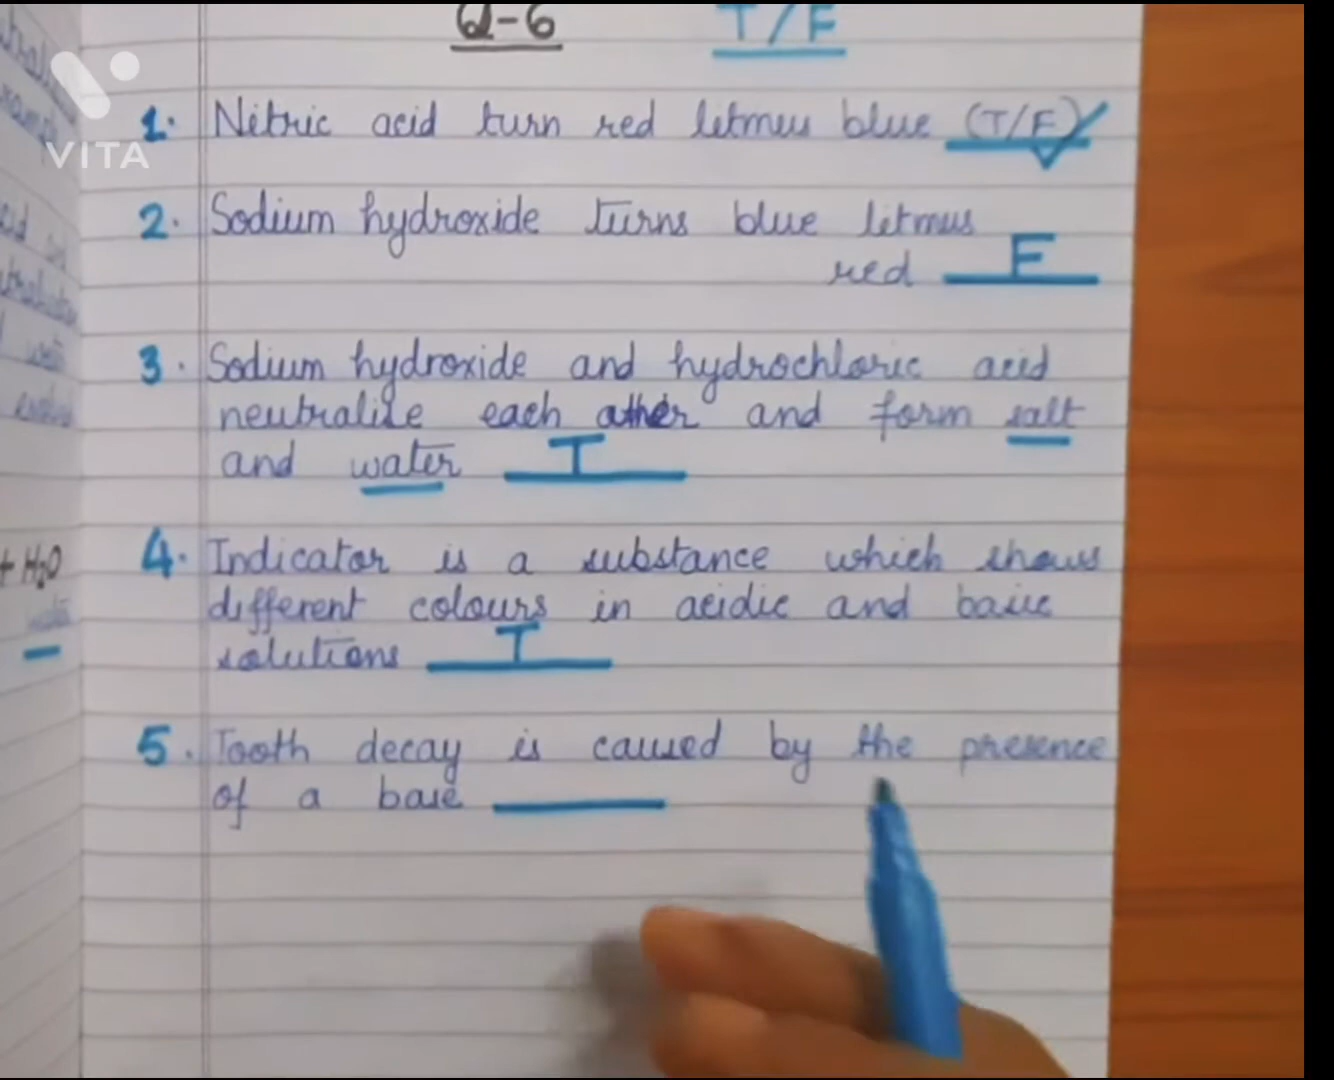 Q-6 T/F
VITA
1. Nitric acid turn red litmus blue (T/F)
2. Sodium hydroxide turns blue litmus
red F
3. Sodium hydroxide and hydrochloric acid
neutralise each other and form salt
and water T
4. Indicator is a substance which shows
different colours in acidic and basic
solutions T
5. Tooth decay is caused by the presence
of a base
+ H₂O
water